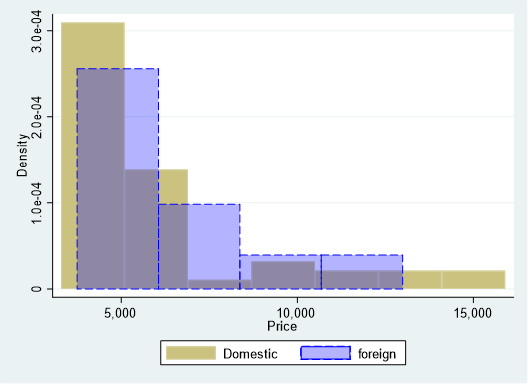 3.0e-04
2.0e-04
1.0e-04
0
Density
5,000 10,000 15,000
Price
Domestic foreign